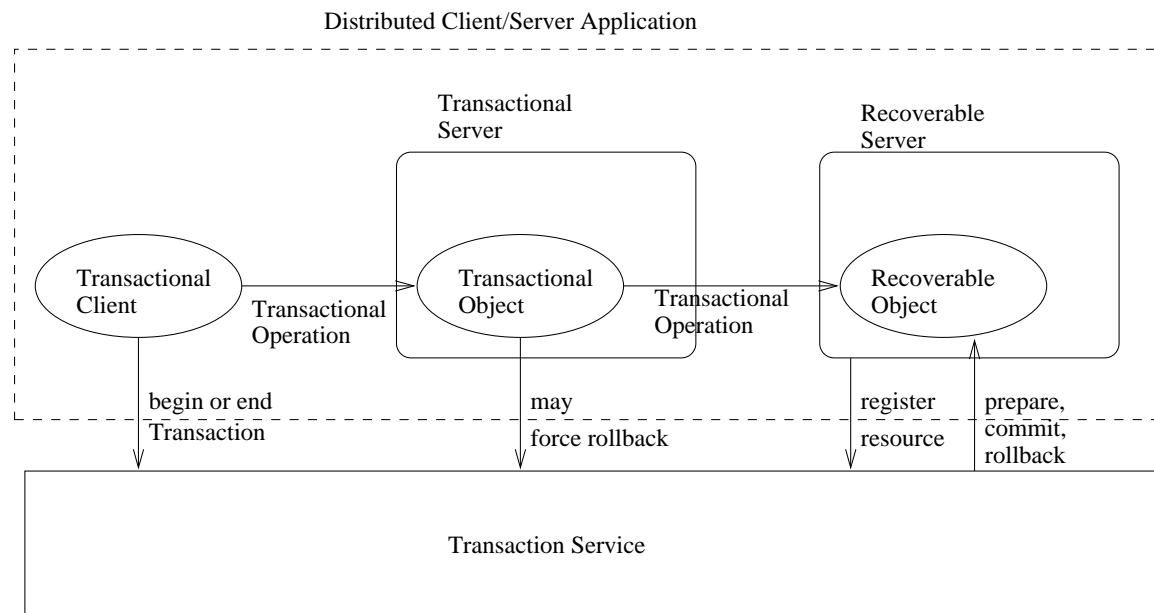 Distributed Client/Server Application
Transactional
Server
Recoverable
Server
Transactional
Client
Transactional
Operation
Transactional
Object
Transactional
Operation
Recoverable
Object
begin or end
Transaction
may
force rollback
register
resource
prepare,
commit,
rollback
Transaction Service